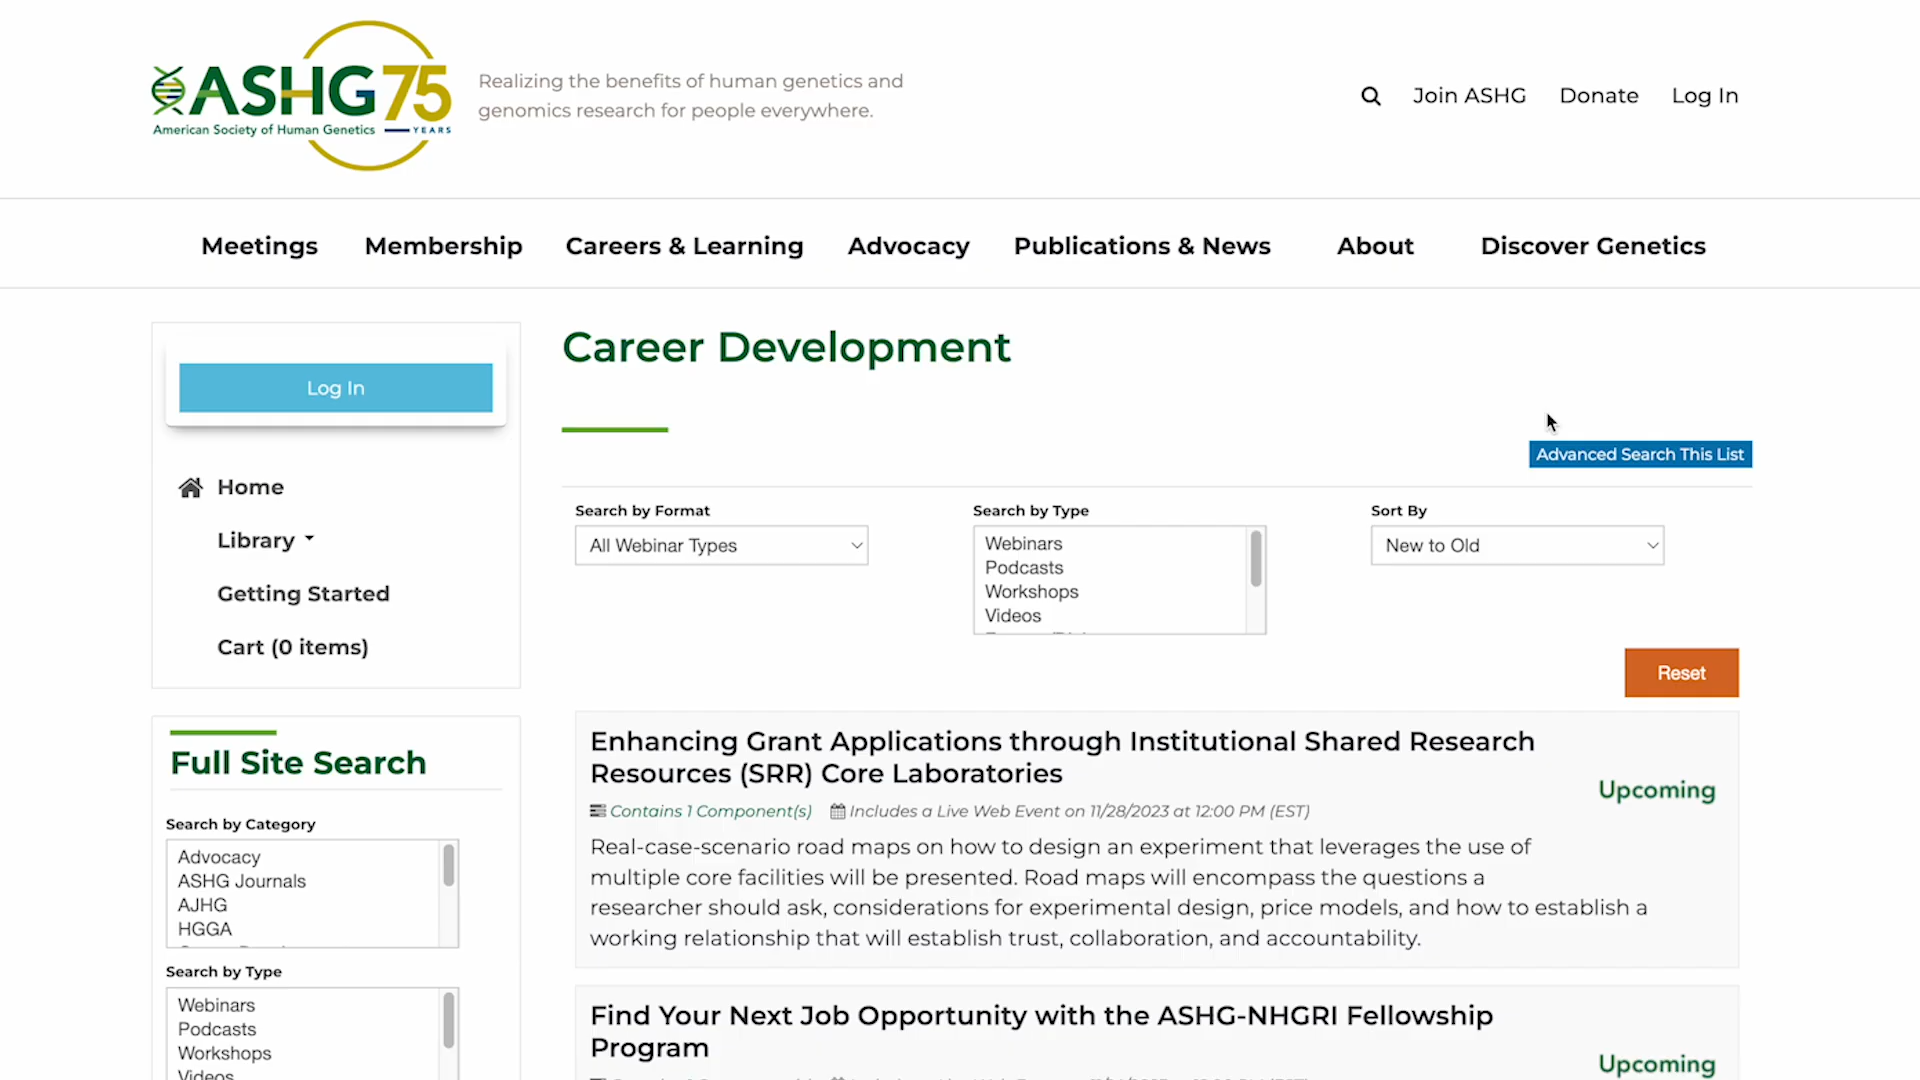 ASHG 75
American Society of Human Genetics YEARS
Realizing the benefits of human genetics and
genomics research for people everywhere.
Join ASHG Donate Log In
Meetings Membership Careers & Learning Advocacy Publications & News About Discover Genetics
Log In
Home
Library
Getting Started
Cart (0 items)
Full Site Search
Search by Category
Advocacy
ASHG Journals
AJHG
HGGA
Search by Type
Webinars
Podcasts
Workshops
Videos
Career Development
Advanced Search This List
Search by Format
All Webinar Types
Search by Type
Webinars
Podcasts
Workshops
Videos
Sort By
New to Old
Reset
Enhancing Grant Applications through Institutional Shared Research
Resources (SRR) Core Laboratories
Upcoming
Contains 1 Component(s) Includes a Live Web Event on 11/28/2023 at 12:00 PM (EST)
Real-case-scenario road maps on how to design an experiment that leverages the use of
multiple core facilities will be presented. Road maps will encompass the questions a
researcher should ask, considerations for experimental design, price models, and how to establish a
working relationship that will establish trust, collaboration, and accountability.
Find Your Next Job Opportunity with the ASHG-NHGRI Fellowship
Program
Upcoming